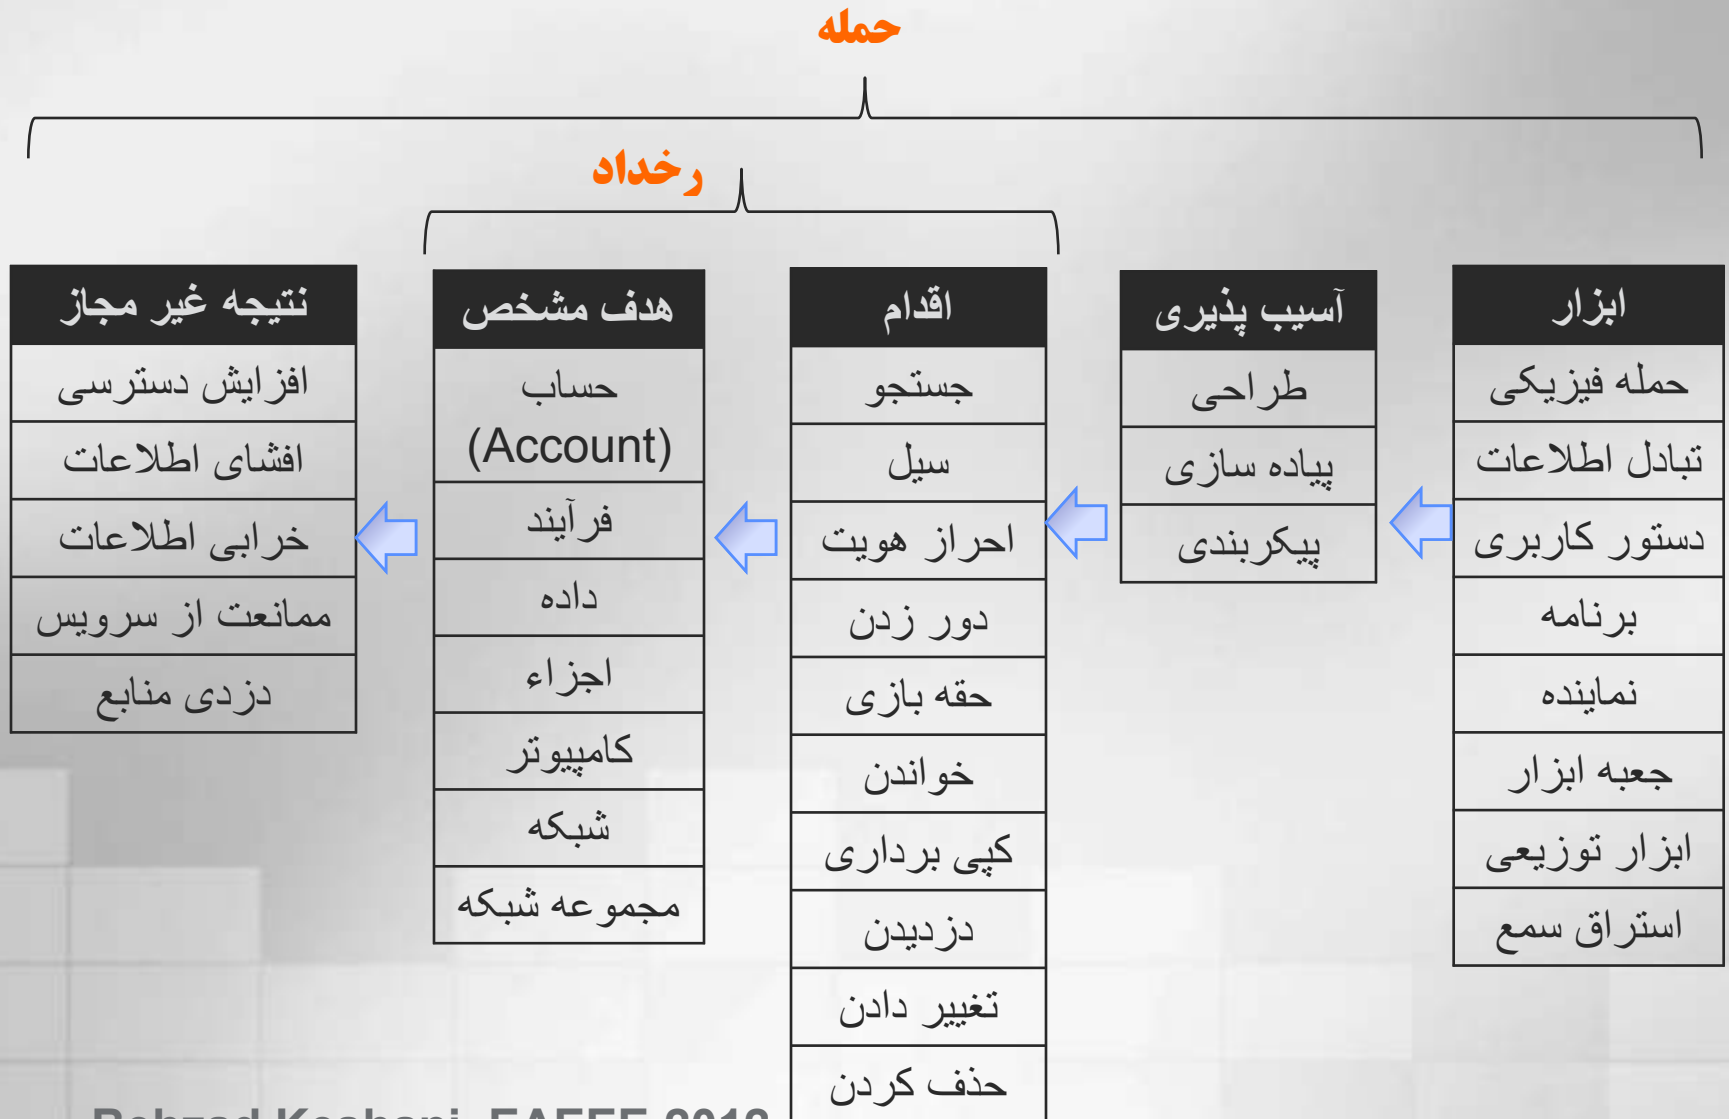 حمله
رخداد
ابزار
حمله فیزیکی
تبادل اطلاعات
دستور کاربری
برنامه
نماینده
جعبه ابزار
ابزار توزیعی
استراق سمع
آسیب پذیری
طراحی
پیاده سازی
پیکربندی
اقدام
جستجو
سیل
احراز هویت
دور زدن
حقه بازی
خواندن
کپی برداری
دزدیدن
تغییر دادن
حذف کردن
هدف مشخص
حساب
(Account)
فرآیند
داده
اجزاء
کامپیوتر
شبکه
مجموعه شبکه
نتیجه غیر مجاز
افزایش دسترسی
افشای اطلاعات
خرابی اطلاعات
ممانعت از سرویس
دزدی منابع